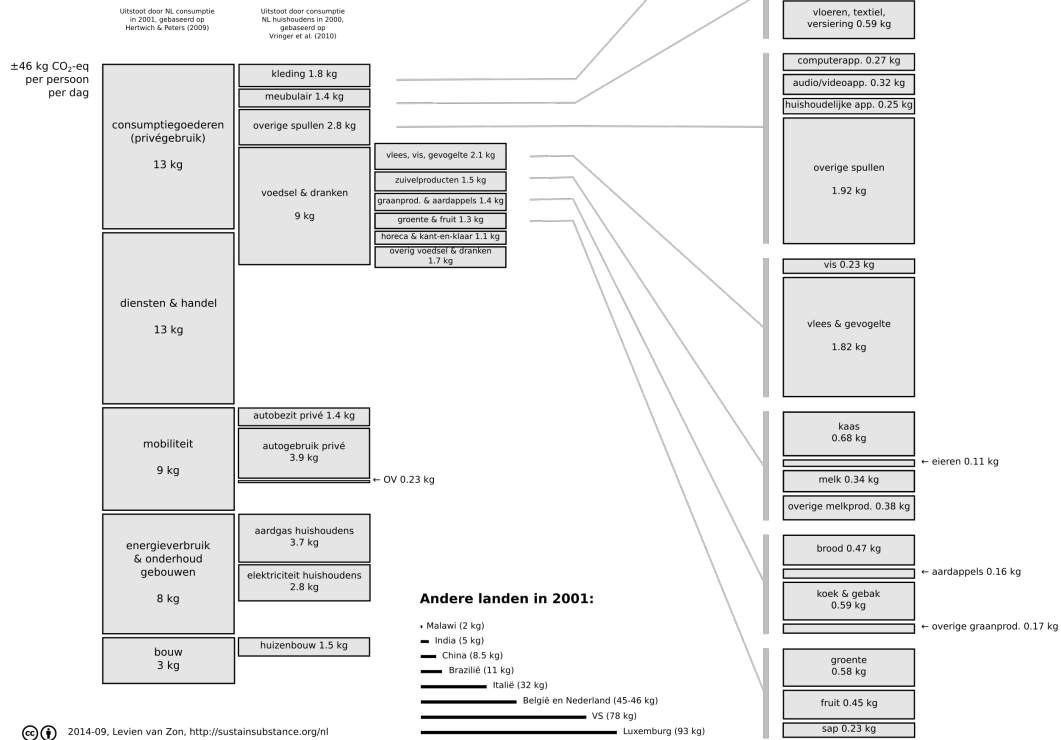 Uitstoot door NL consumptie
in 2001, gebaseerd op
Hertwich & Peters (2009)
Uitstoot door consumptie
NL huishoudens in 2000,
gebaseerd op
Vringer et al. (2010)
±46 kg CO₂-eq
per persoon
per dag
consumptiegoederen
(privégebruik)
13 kg
diensten & handel
13 kg
mobiliteit
9 kg
energieverbruik
& onderhoud
gebouwen
8 kg
bouw
3 kg
kleding 1.8 kg
meubulair 1.4 kg
overige spullen 2.8 kg
voedsel & dranken
9 kg
autobezit privé 1.4 kg
autogebruik privé
3.9 kg
← OV 0.23 kg
aardgas huishoudens
3.7 kg
elektriciteit huishoudens
2.8 kg
huizenbouw 1.5 kg
vlees, vis, gevogelte 2.1 kg
zuivelproducten 1.5 kg
graanprod. & aardappels 1.4 kg
groente & fruit 1.3 kg
horeca & kant-en-klaar 1.1 kg
overig voedsel & dranken
1.7 kg
vloeren, textiel,
versiering 0.59 kg
computerapp. 0.27 kg
audio/videoapp. 0.32 kg
huishoudelijke app. 0.25 kg
overige spullen
1.92 kg
vis 0.23 kg
vlees & gevogelte
1.82 kg
kaas
0.68 kg
← eieren 0.11 kg
melk 0.34 kg
overige melkprod. 0.38 kg
brood 0.47 kg
← aardappels 0.16 kg
koek & gebak
0.59 kg
← overige graanprod. 0.17 kg
groente
0.58 kg
fruit 0.45 kg
sap 0.23 kg
Andere landen in 2001:
Malawi (2 kg)
India (5 kg)
China (8.5 kg)
Brazilië (11 kg)
Italië (32 kg)
België en Nederland (45-46 kg)
VS (78 kg)
Luxemburg (93 kg)
cc
2014-09, Levien van Zon, http://sustainsubstance.org/nl